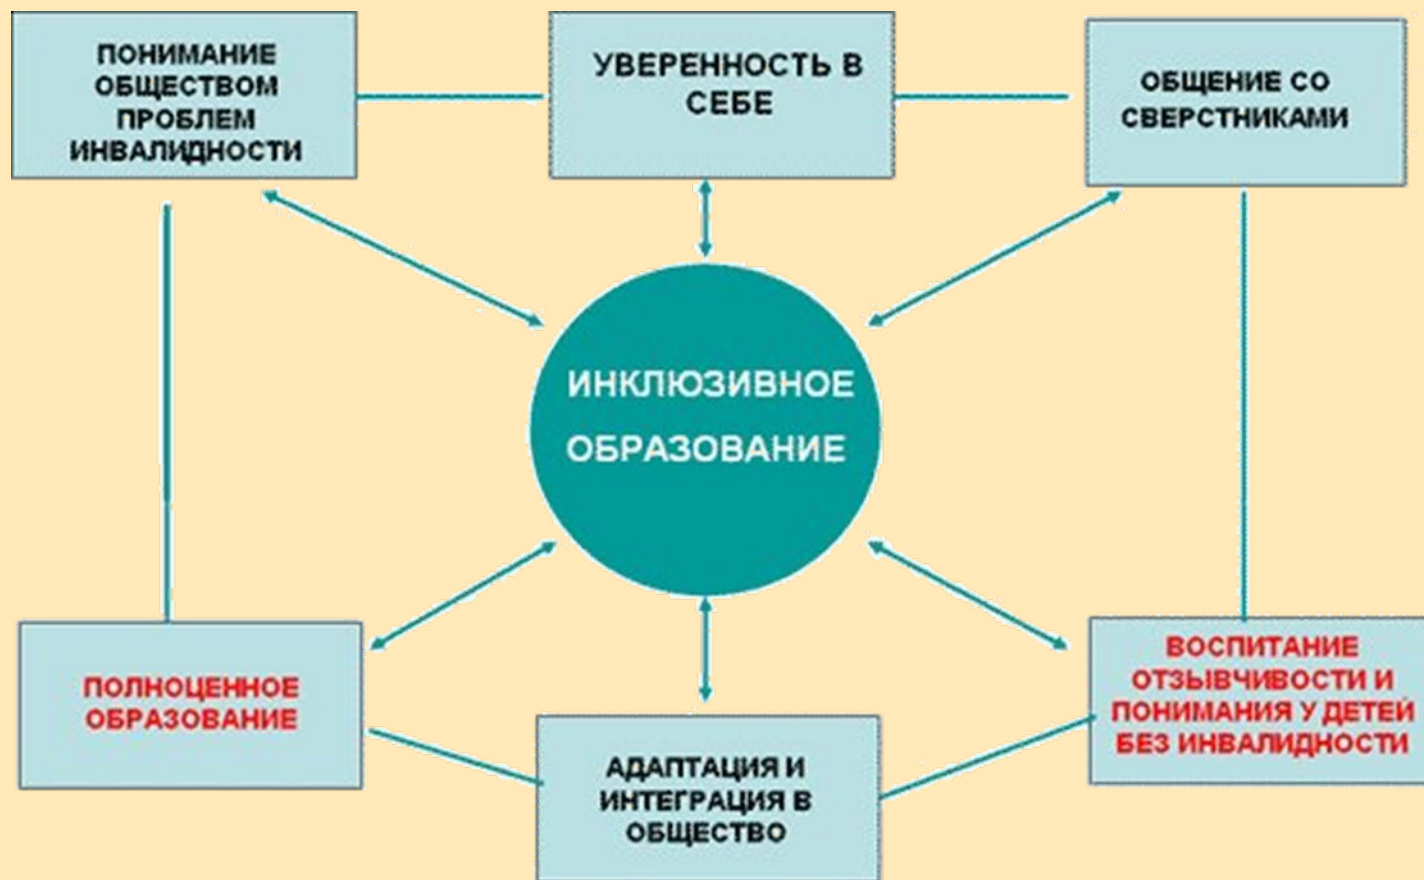 ПОНИМАНИЕ
ОБЩЕСТВОМ
ПРОБЛЕМ
ИНВАЛИДНОСТИ
УВЕРЕННОСТЬ В
СЕБЕ
ОБЩЕНИЕ СО
СВЕРСТНИКАМИ
ИНКЛЮЗИВНОЕ
ОБРАЗОВАНИЕ
ПОЛНОЦЕННОЕ
ОБРАЗОВАНИЕ
АДАПТАЦИЯ И
ИНТЕГРАЦИЯ В
ОБЩЕСТВО
ВОСПИТАНИЕ
ОТЗЫВЧИВОСТИ И
ПОНИМАНИЯ У ДЕТЕЙ
БЕЗ ИНВАЛИДНОСТИ